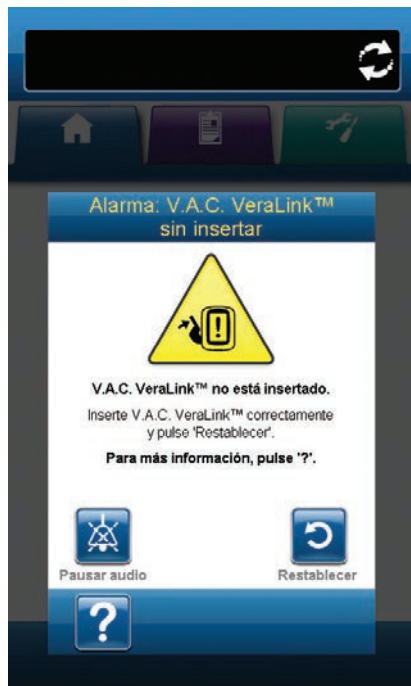 Alarma: V.A.C. VeraLink™
sin insertar
V.A.C. VeraLink™ no está insertado.
Inserte V.A.C. VeraLink™ correctamente
y pulse 'Restablecer'.
Para más información, pulse '?'.
Pausar audio
Restablecer
?